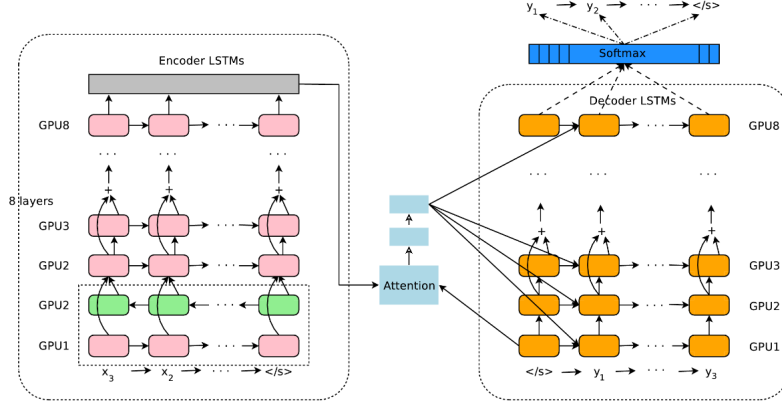 y1 y2 ... </s>
Softmax
Encoder LSTMs
Decoder LSTMs
GPU8 GPU8
... ... ... ...
+ + + +
8 layers
GPU3
GPU2 GPU3
Attention
GPU2 GPU2
GPU1 GPU1
x3 x2 ... </s> </s> y1 ... y3